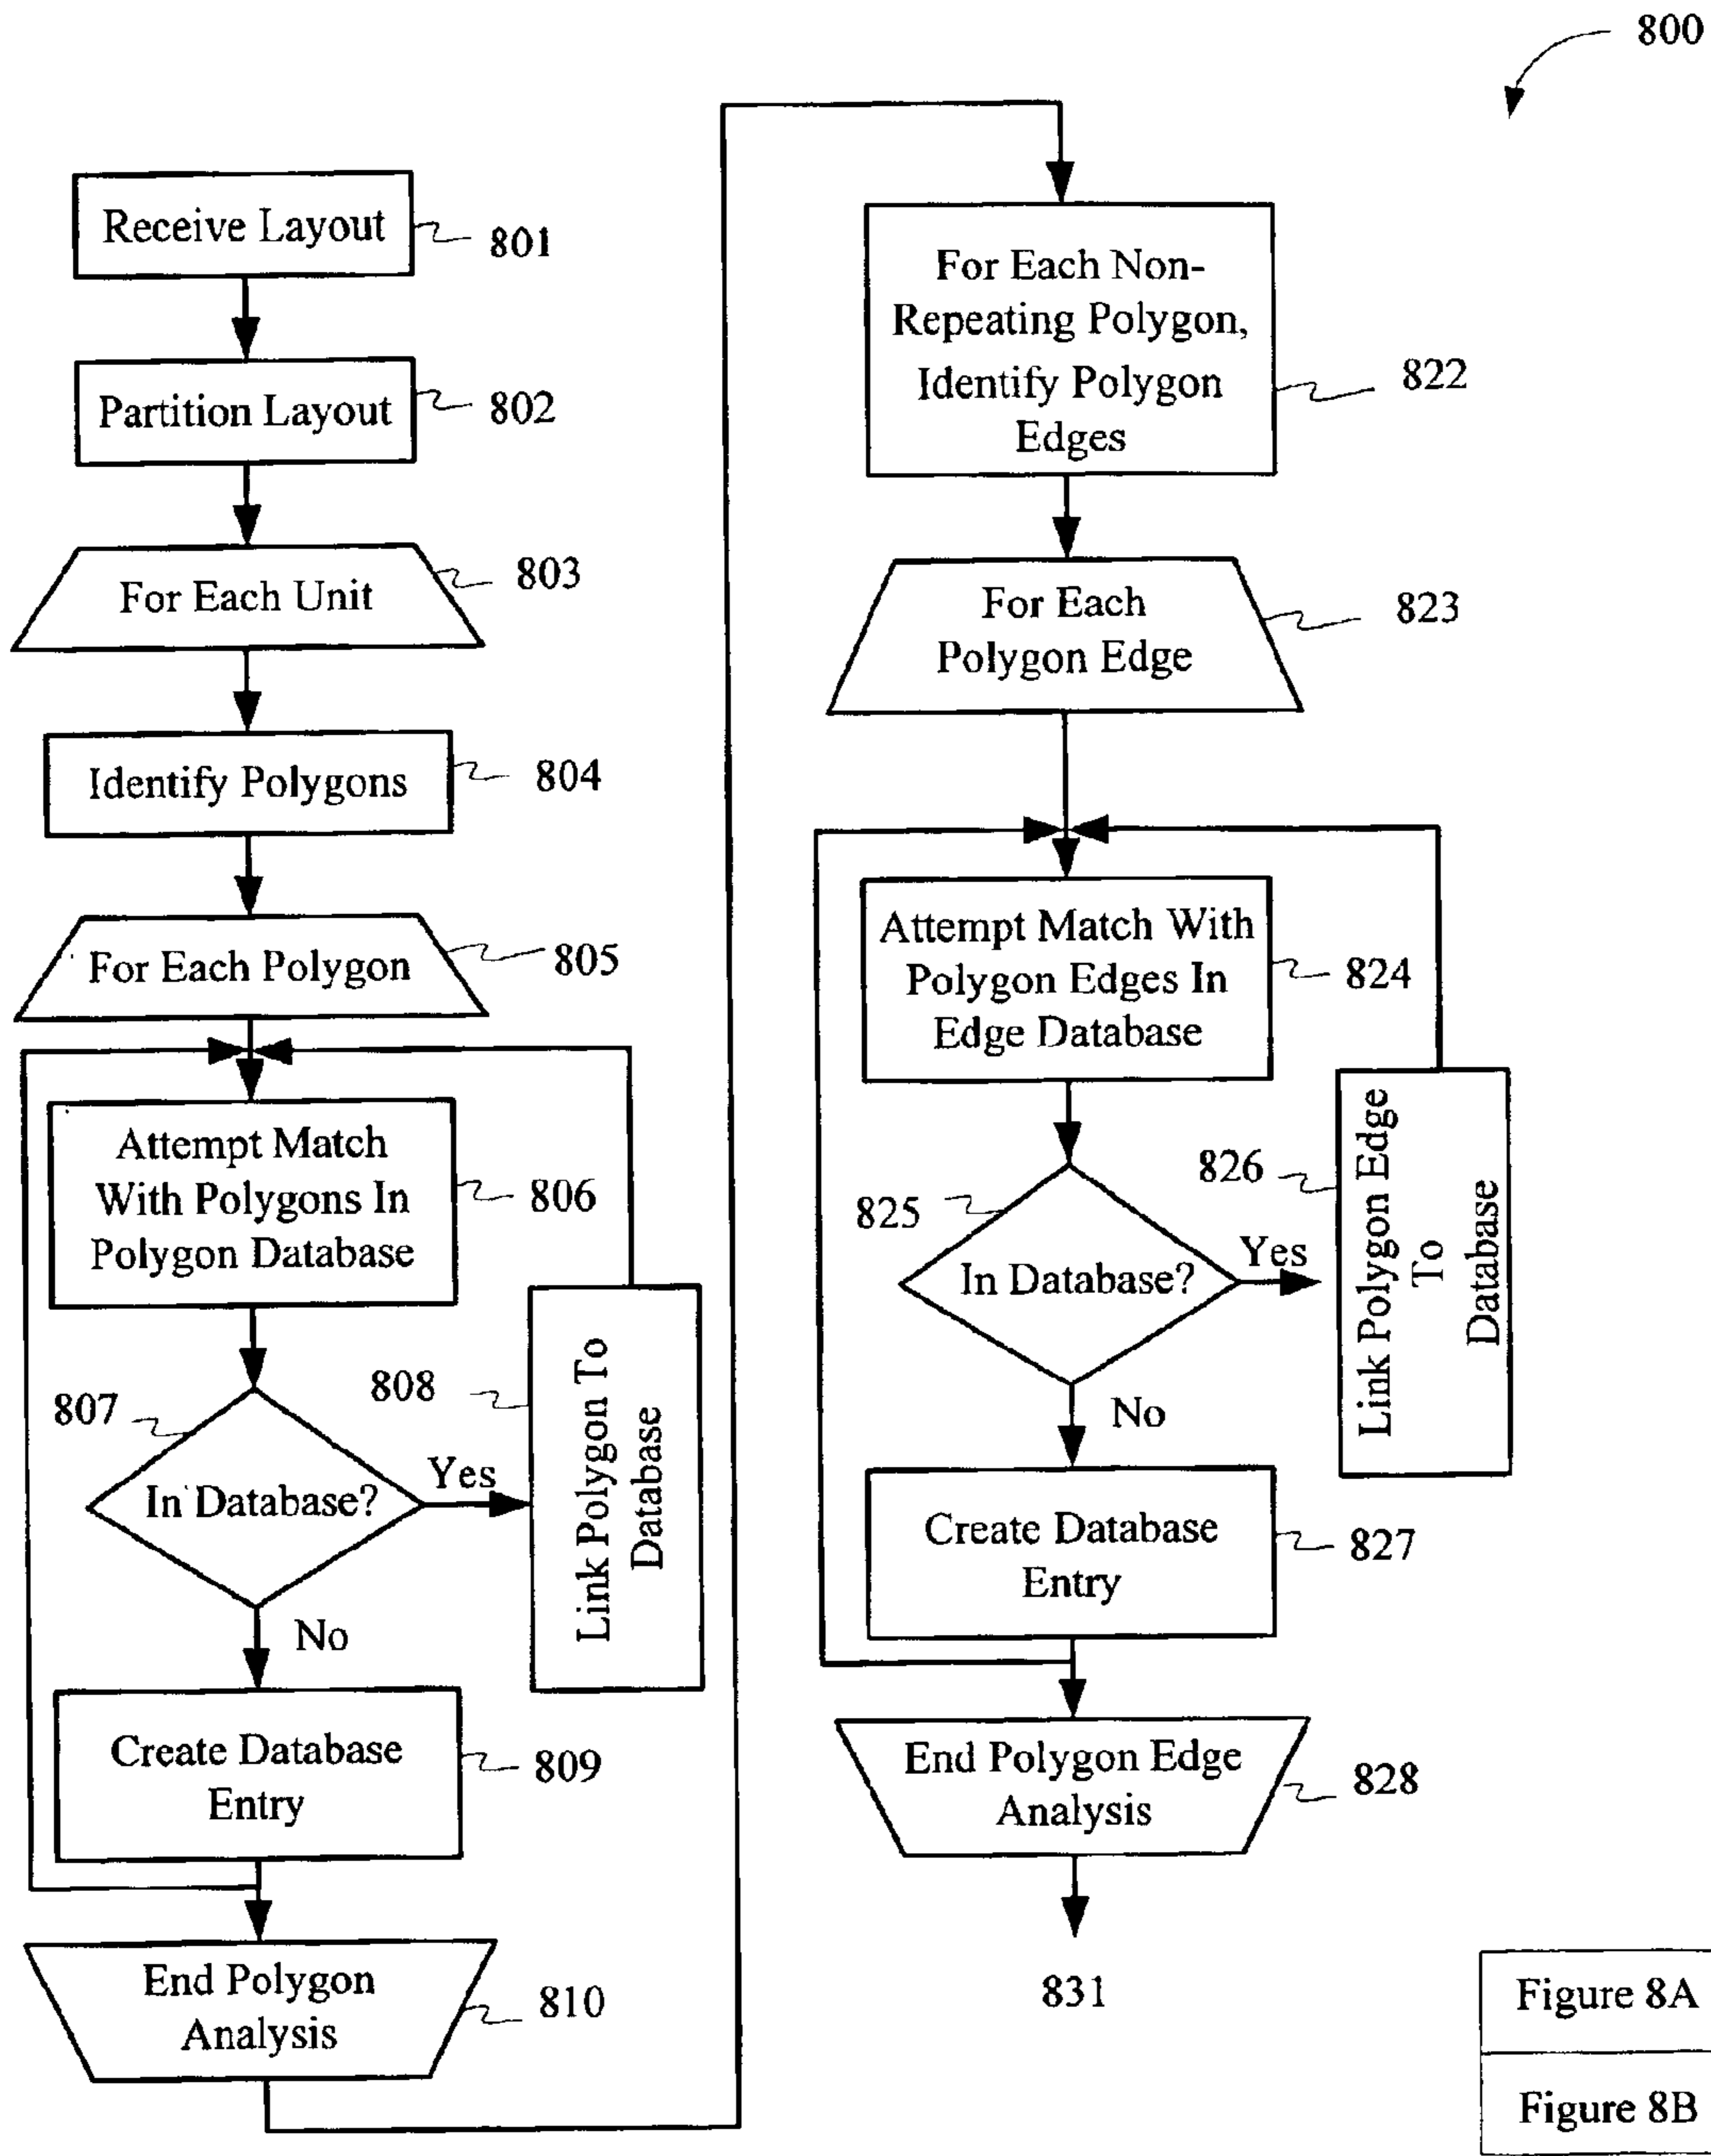 800
Receive Layout
801
Partition Layout
802
For Each Unit
803
Identify Polygons
804
For Each Polygon
805
Attempt Match
With Polygons In
Polygon Database
806
807
In Database?
Yes
No
808
Link Polygon To
Database
Create Database
Entry
809
End Polygon
Analysis
810
For Each Non-
Repeating Polygon,
Identify Polygon
Edges
822
For Each
Polygon Edge
823
Attempt Match With
Polygon Edges In
Edge Database
824
825
In Database?
Yes
No
826
Link Polygon Edge
To
Database
Create Database
Entry
827
End Polygon Edge
Analysis
828
831
Figure 8A
Figure 8B